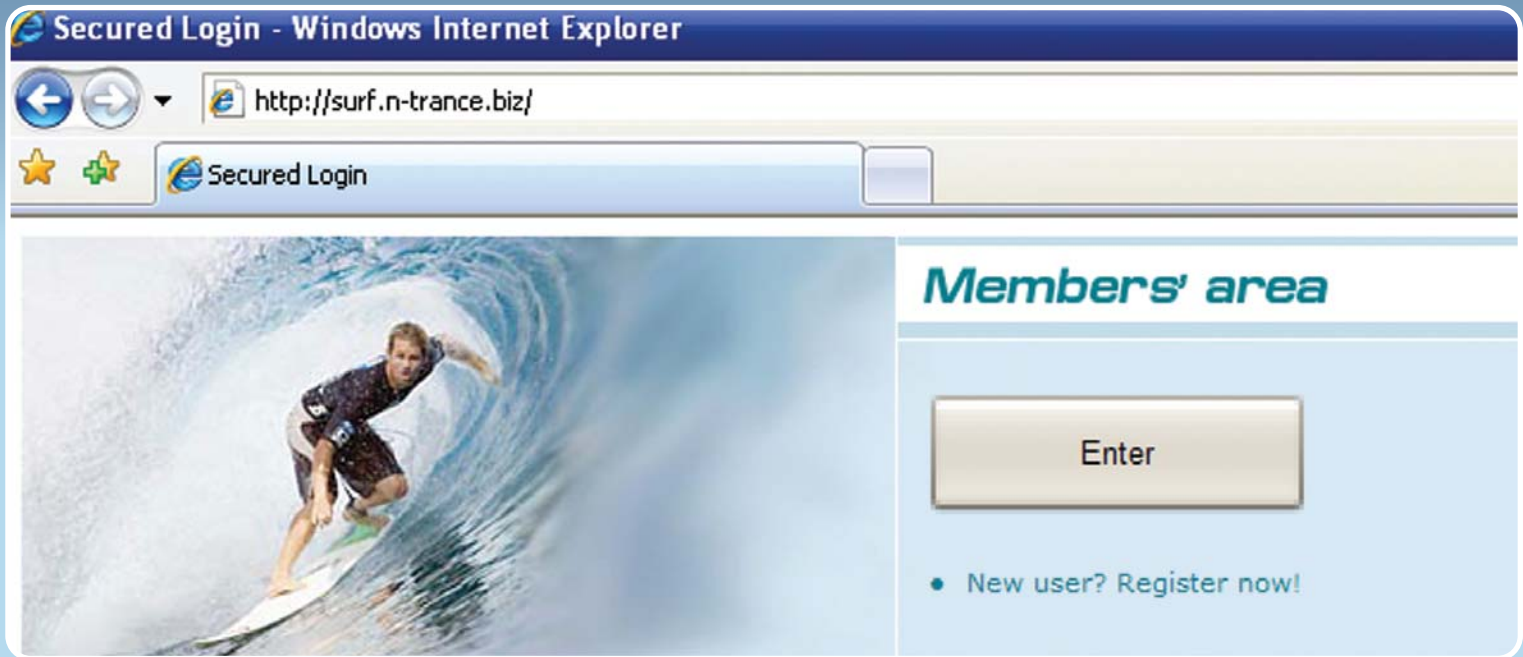 Secured Login - Windows Internet Explorer
http://surf.n-trance.biz/
Secured Login
Members' area
Enter
• New user? Register now!